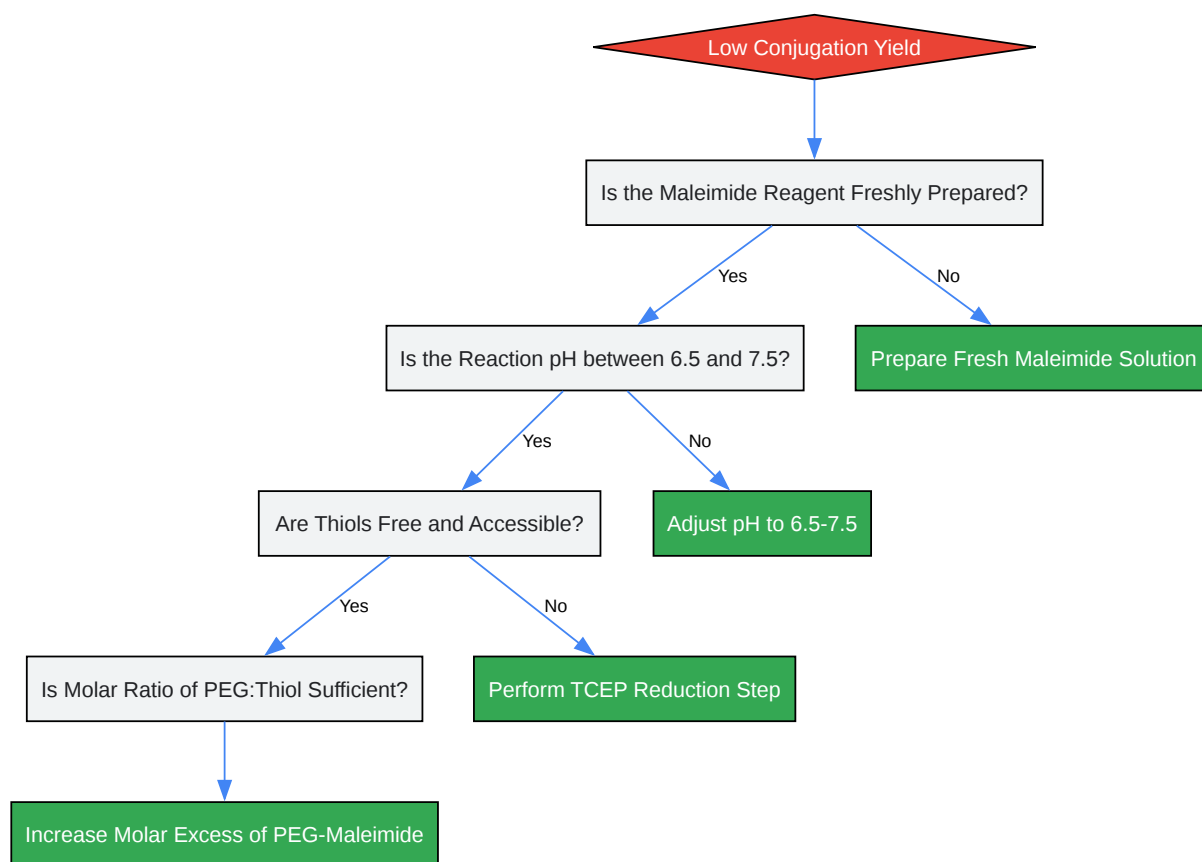 Low Conjugation Yield
Is the Maleimide Reagent Freshly Prepared?
Yes
No
Is the Reaction pH between 6.5 and 7.5?
Prepare Fresh Maleimide Solution
Yes
No
Are Thiols Free and Accessible?
Adjust pH to 6.5-7.5
Yes
No
Is Molar Ratio of PEG:Thiol Sufficient?
Perform TCEP Reduction Step
Increase Molar Excess of PEG-Maleimide